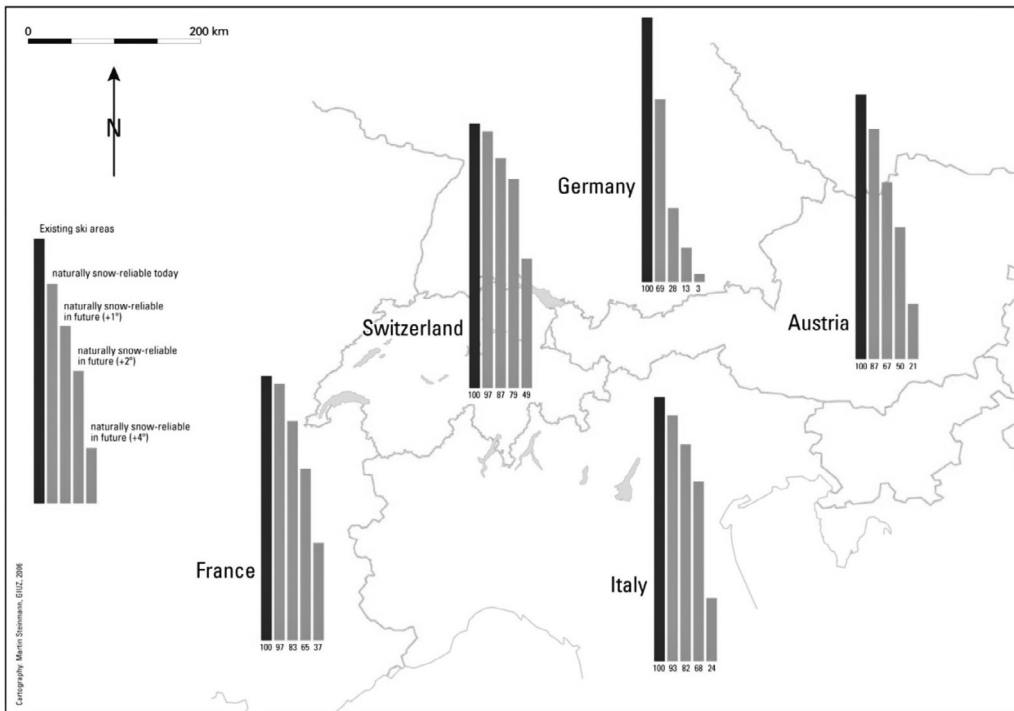 0 200 km
N
Existing ski areas
naturally snow-reliable today
naturally snow-reliable
in future (+1°)
naturally snow-reliable
in future (+2°)
naturally snow-reliable
in future (+4°)
Germany
100 69 28 13 3
Switzerland
100 97 87 79 49
Austria
100 87 67 50 21
France
100 97 83 65 37
Italy
100 93 82 68 24
Cartography: Martin Steinmann, GIUZ, 2006